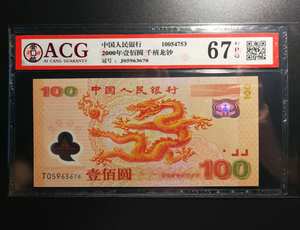 ACG
AI CANG GUARANTY
中国人民银行 10054753
2000年壹佰圆 千禧龙钞
冠号： J05963676
67 EPQ
100 中国人民银行 100
J05963676
壹佰圆
100